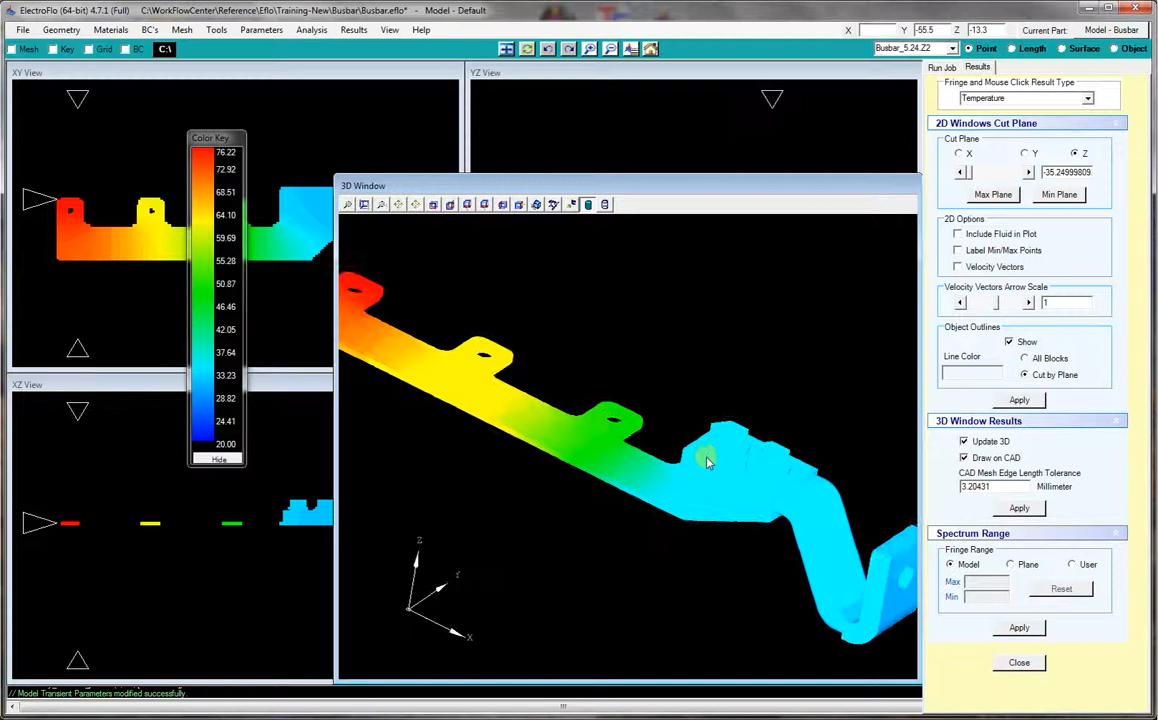 ElectroFlo (64-bit) 4.7.1 (Full) C:\WorkFlowCenter\Reference\Eflo\Training-New\Busbar\Busbar.eflo* - Model - Default
File Geometry Materials BC's Mesh Tools Parameters Analysis Results View Help X Y -55.5 Z -13.3 Current Part: Model - Busbar
Mesh Key Grid BC C:\ Busbar_5.24.Z2 Point Length Surface Object
XY View
YZ View
Run Job Results
Fringe and Mouse Click Result Type
Temperature
2D Windows Cut Plane
Cut Plane
X Y Z
-35.24999809
Max Plane Min Plane
2D Options
Include Fluid in Plot
Label Min/Max Points
Velocity Vectors
Velocity Vectors Arrow Scale
1
Object Outlines
Show
Line Color
All Blocks
Cut by Plane
Apply
3D Window Results
Update 3D
Draw on CAD
CAD Mesh Edge Length Tolerance
3.20431 Millimeter
Apply
Spectrum Range
Fringe Range
Model Plane User
Max
Min
Reset
Apply
Close
Color Key
76.22
72.92
68.51
64.10
59.69
55.28
50.87
46.46
42.05
37.64
33.23
28.82
24.41
20.00
Hide
3D Window
Z
Y
X
XZ View
// Model Transient Parameters modified successfully.